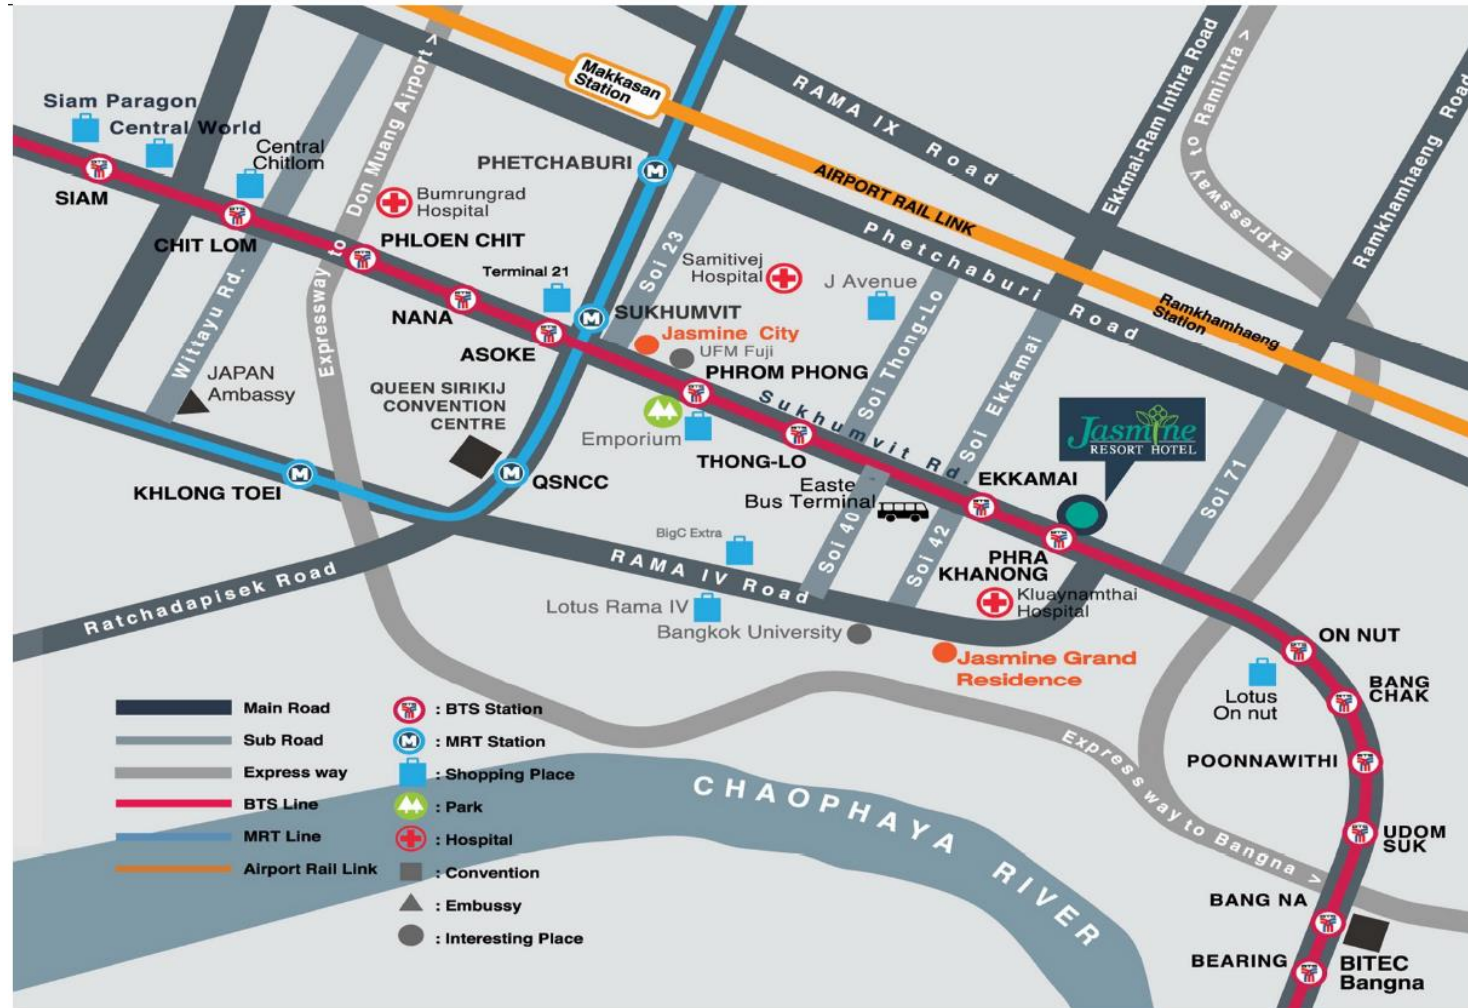 Makkasan
Station
RAMA IX Road
Ekkmai-Ram Inthra Road
Expressway to Ramintra >
Ramkhamhaeng Road
Siam Paragon
Central World
Central
Chitlom
Expressway to Don Muang Airport >
PHETCHABURI
AIRPORT RAIL LINK
SIAM
CHIT LOM
Bumrungrad
Hospital
PHLOEN CHIT
Soi 23
Samitivej
Hospital
J Avenue
Phetchaburi Road
Ramkhamhaeng
Station
Wittayu Rd.
Terminal 21
NANA
SUKHUMVIT
ASOKE
Jasmine City
UFM Fuji
PHROM PHONG
Soi Thong-Lo
Soi Ekkamai
JAPAN
Ambassy
QUEEN SIRIKIJ
CONVENTION
CENTRE
Sukhumvit Rd.
Jasmine
RESORT HOTEL
Emporium
THONG-LO
Soi 71
KHLONG TOEI
QSNCC
EKKAMAI
Easte
Bus Terminal
Soi 40
Soi 42
BigC Extra
RAMA IV Road
PHRA
KHANONG
Ratchadapisek Road
Lotus Rama IV
Kluaynamthai
Hospital
Bangkok University
ON NUT
Jasmine Grand
Residence
Lotus
On nut
BANG
CHAK
Main Road
: BTS Station
Sub Road
: MRT Station
Express way
: Shopping Place
BTS Line
: Park
MRT Line
: Hospital
Airport Rail Link
: Convention
: Embussy
: Interesting Place
CHAOPHAYA RIVER
Express way to Bangna >
POONNAWITHI
UDOM
SUK
BANG NA
BEARING
BITEC
Bangna